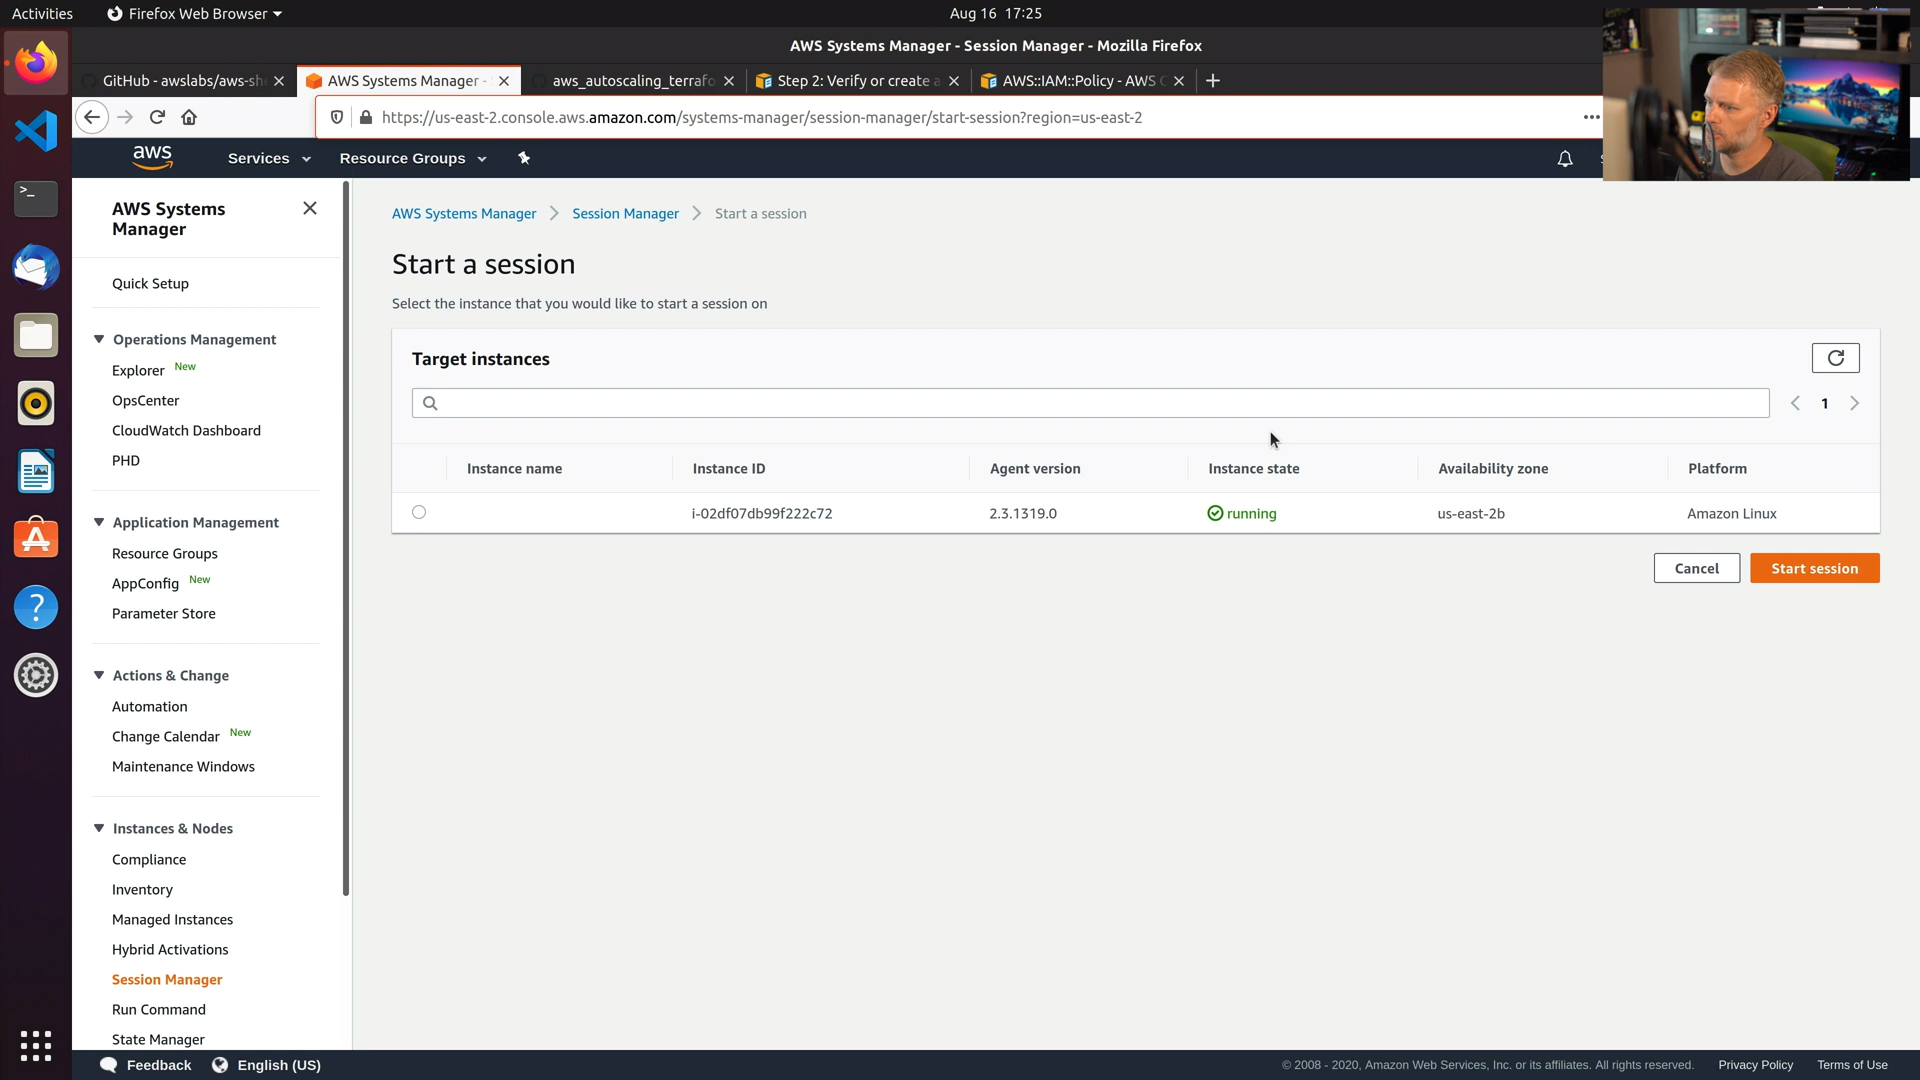 Activities
Firefox Web Browser
Aug 16 17:25
AWS Systems Manager - Session Manager - Mozilla Firefox
GitHub - awslabs/aws-sh
AWS Systems Manager -
aws_autoscaling_terrafo
Step 2: Verify or create a
AWS::IAM::Policy - AWS C
https://us-east-2.console.aws.amazon.com/systems-manager/session-manager/start-session?region=us-east-2
aws
Services
Resource Groups
AWS Systems
Manager
Quick Setup
Operations Management
Explorer New
OpsCenter
CloudWatch Dashboard
PHD
Application Management
Resource Groups
AppConfig New
Parameter Store
Actions & Change
Automation
Change Calendar New
Maintenance Windows
Instances & Nodes
Compliance
Inventory
Managed Instances
Hybrid Activations
Session Manager
Run Command
State Manager
AWS Systems Manager Session Manager Start a session
Start a session
Select the instance that you would like to start a session on
Target instances
1
Instance name Instance ID Agent version Instance state Availability zone Platform
i-02df07db99f222c72 2.3.1319.0 running us-east-2b Amazon Linux
Cancel Start session
Feedback English (US)
© 2008 - 2020, Amazon Web Services, Inc. or its affiliates. All rights reserved. Privacy Policy Terms of Use